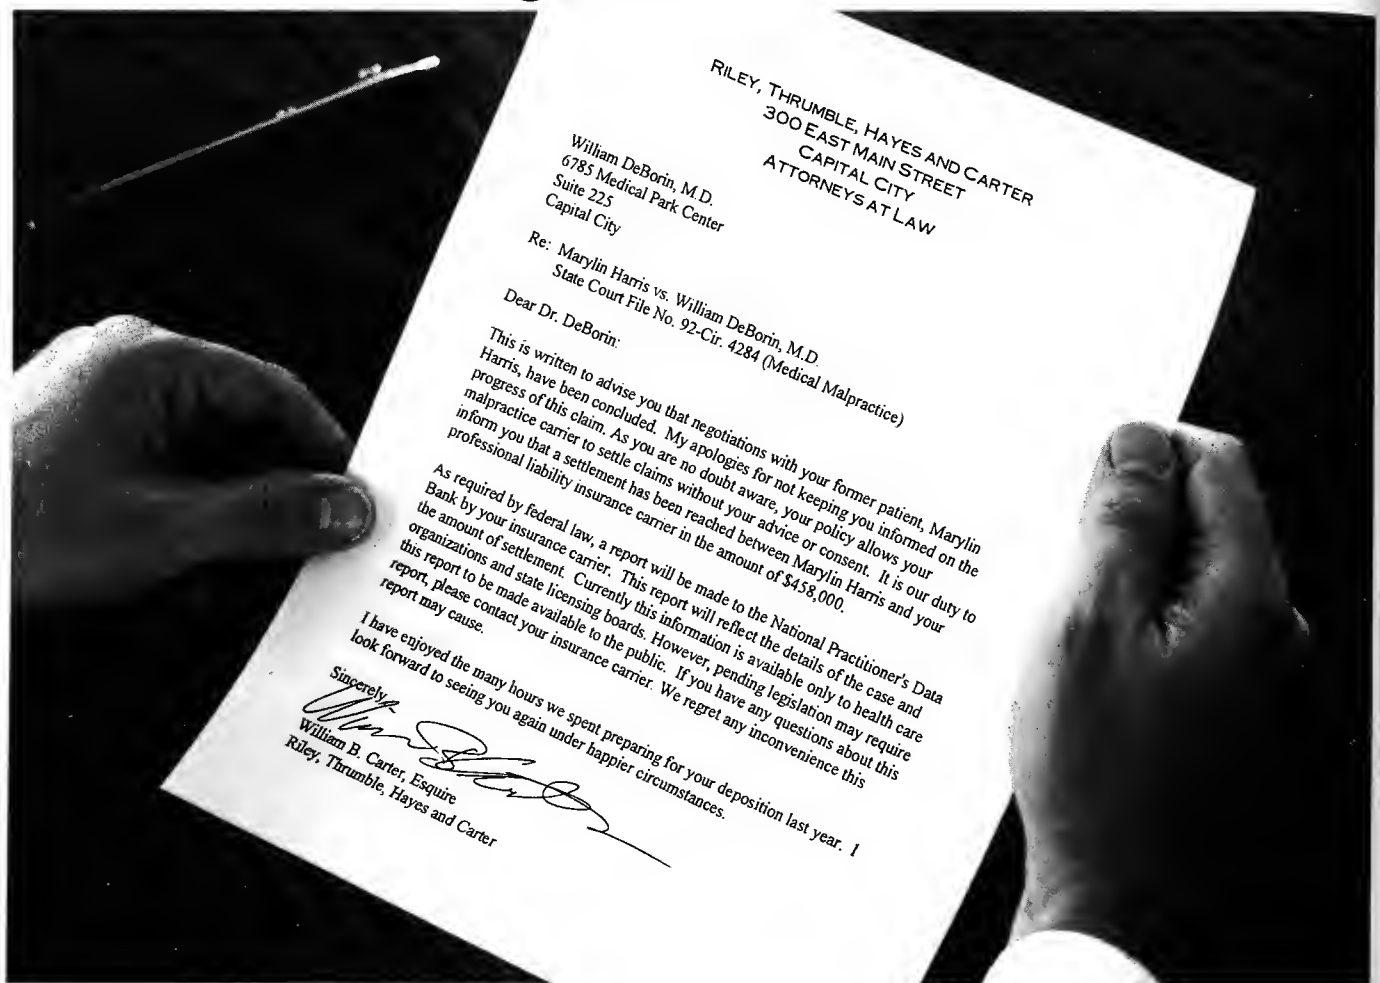 RILEY, THRUMBLE, HAYES AND CARTER
300 EAST MAIN STREET
CAPITAL CITY
ATTORNEYS AT LAW
William DeBorin, M.D.
6785 Medical Park Center
Suite 225
Capital City
Re: Marylin Harris vs. William DeBorin, M.D.
State Court File No. 92-Cir. 4284 (Medical Malpractice)
Dear Dr. DeBorin:
This is written to advise you that negotiations with your former patient, Marylin
Harris, have been concluded. My apologies for not keeping you informed on the
progress of this claim. As you are no doubt aware, your policy allows your
malpractice carrier to settle claims without your advice or consent. It is our duty to
inform you that a settlement has been reached between Marylin Harris and your
professional liability insurance carrier in the amount of $458,000.
As required by federal law, a report will be made to the National Practitioner's Data
Bank by your insurance carrier. This report will reflect the details of the case and
the amount of settlement. Currently this information is available only to health care
organizations and state licensing boards. However, pending legislation may require
this report to be made available to the public. If you have any questions about this
report, please contact your insurance carrier. We regret any inconvenience this
report may cause.
I have enjoyed the many hours we spent preparing for your deposition last year. I
look forward to seeing you again under happier circumstances.
Sincerely,
William B. Carter, Esquire
Riley, Thrumble, Hayes and Carter